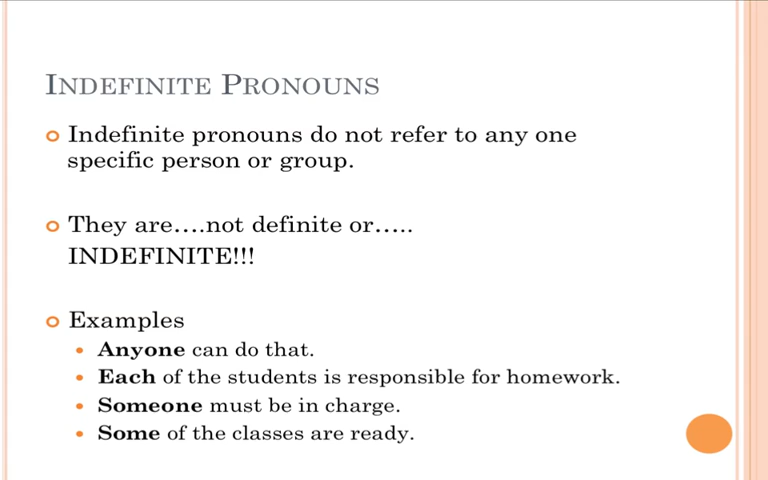 INDEFINITE PRONOUNS
Indefinite pronouns do not refer to any one
specific person or group.
They are....not definite or.....
INDEFINITE!!!
Examples
Anyone can do that.
Each of the students is responsible for homework.
Someone must be in charge.
Some of the classes are ready.